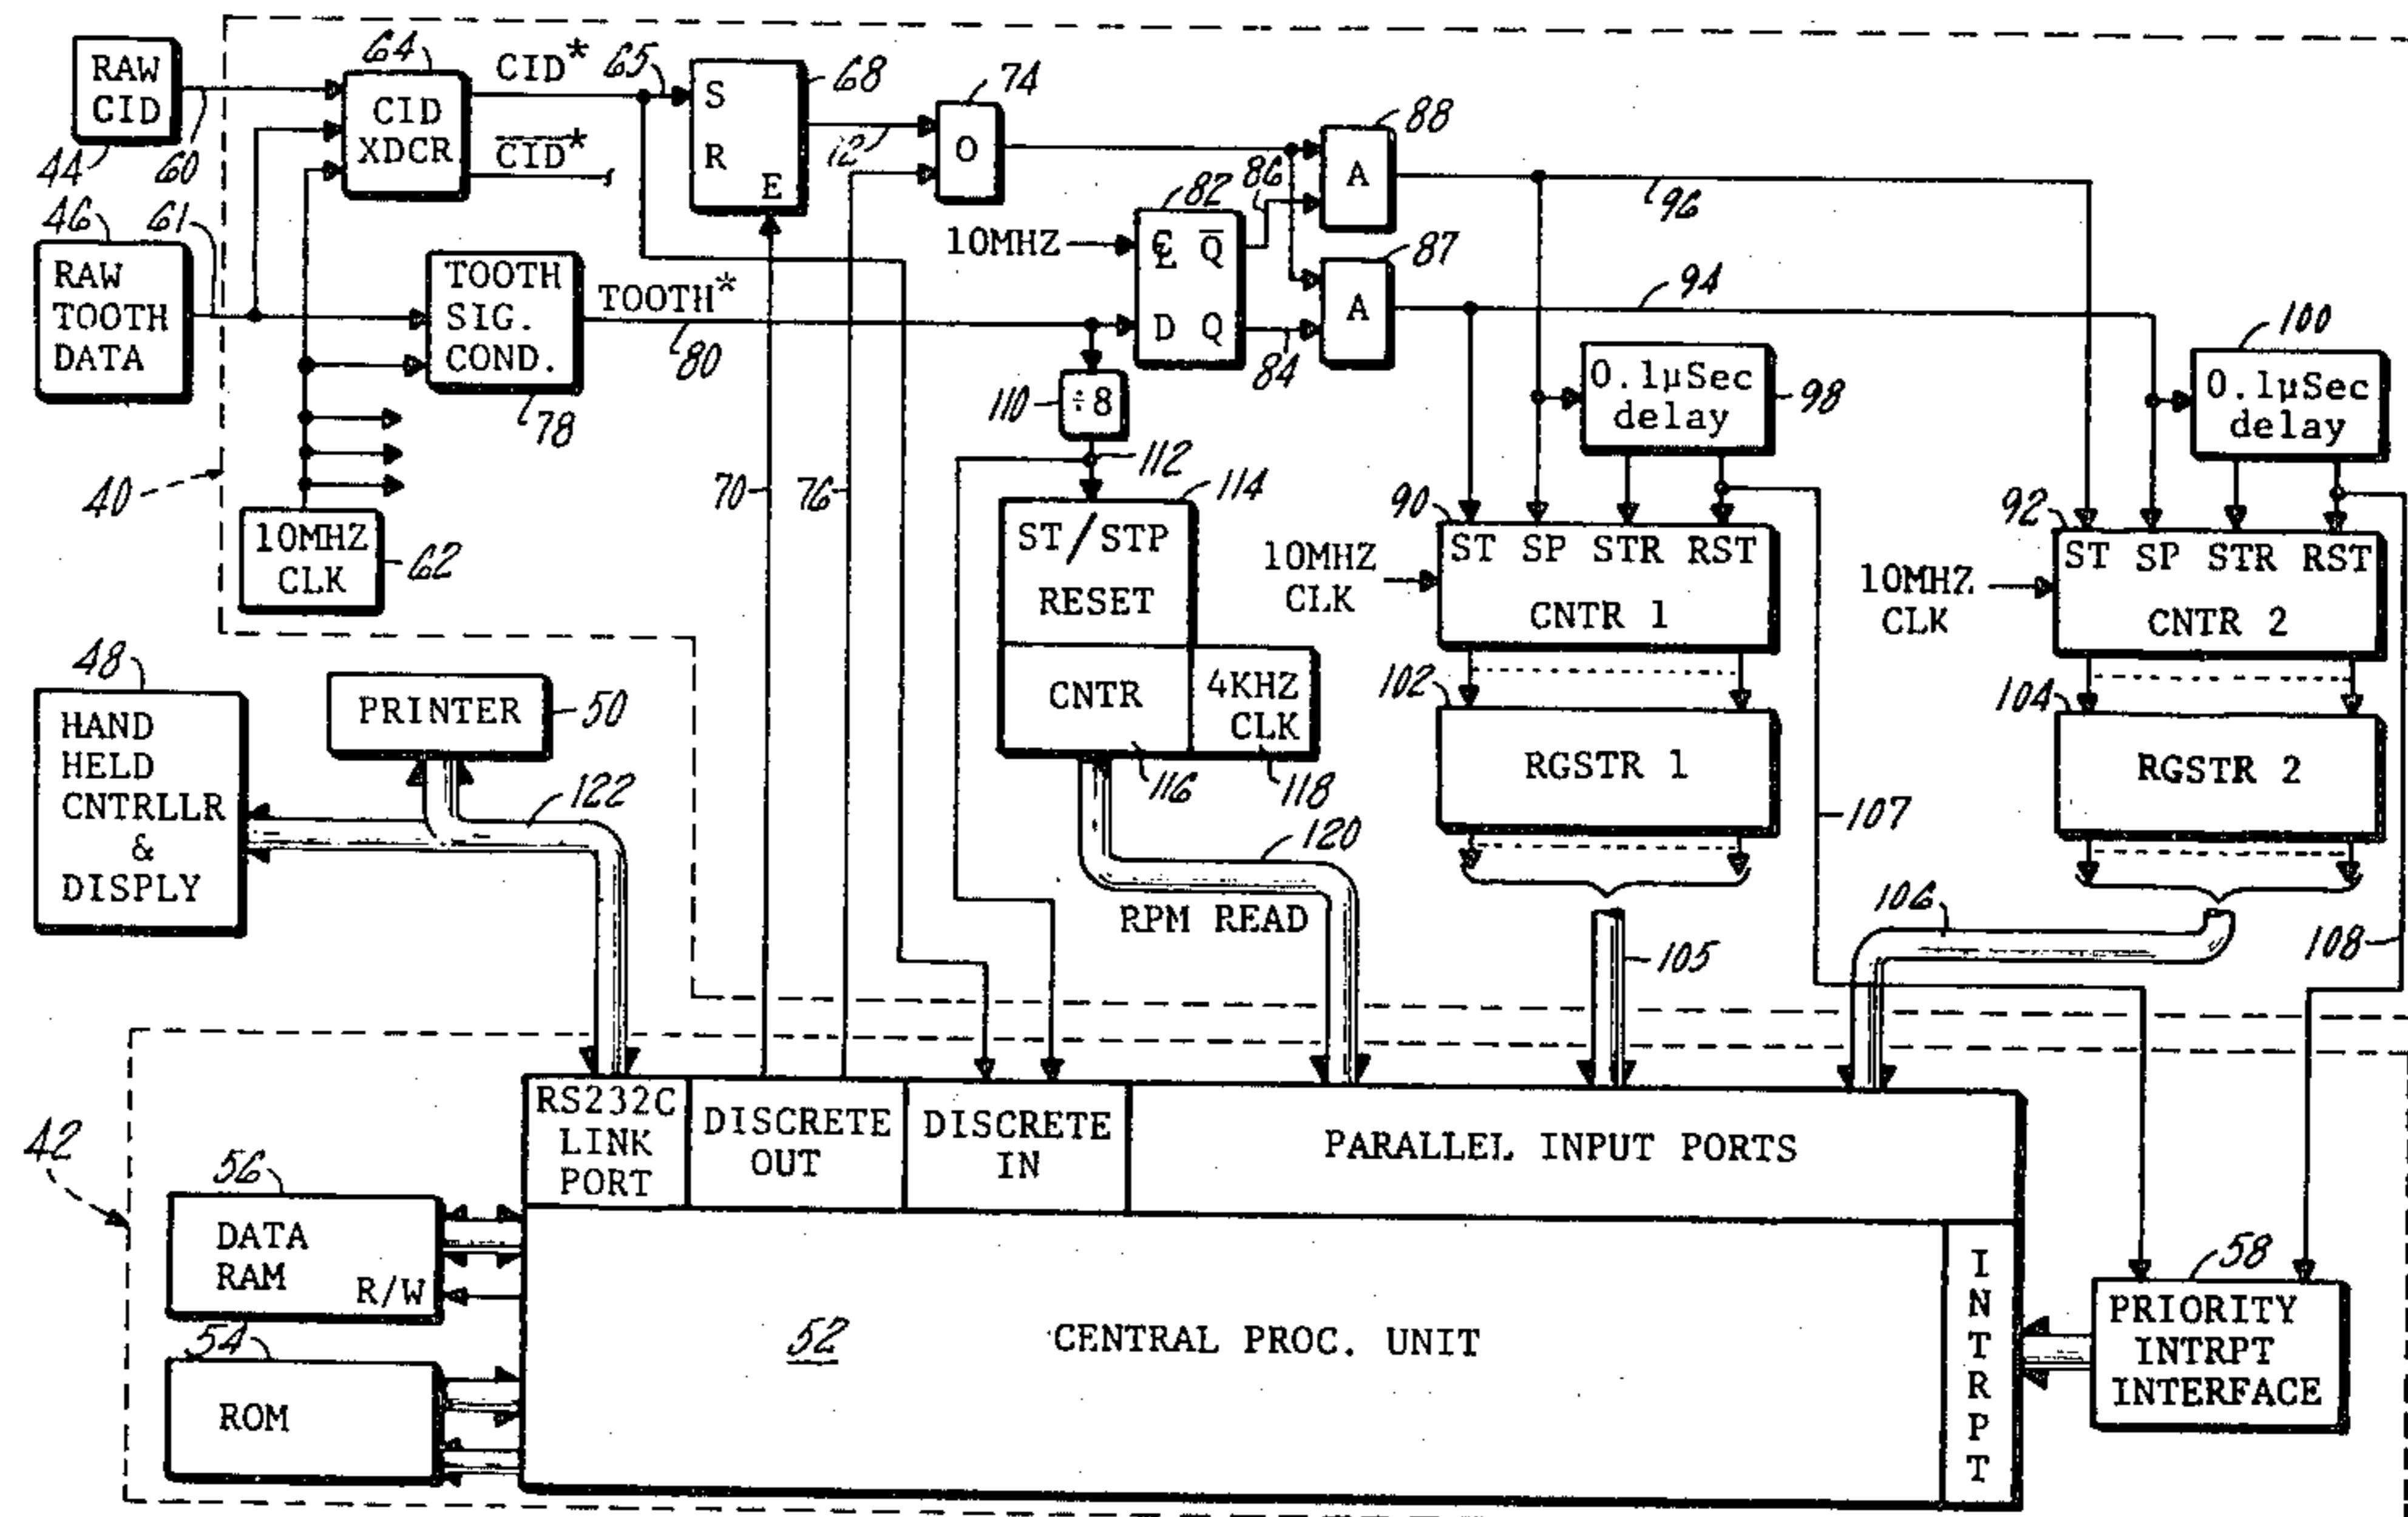 RAW
CID
44
60
64
CID
XDCR
CID*
65
CID*
S
R
E
68
72
74
O
46
61
RAW
TOOTH
DATA
TOOTH
SIG.
COND.
78
TOOTH*
80
10MHZ
82
Q
D Q
86
84
88
A
87
A
96
94
110
÷8
112
98
0.1µSec
delay
100
0.1µSec
delay
40
10MHZ
CLK
62
70
76
114
ST/STP
RESET
CNTR
4KHZ
CLK
116
118
90
10MHZ
CLK
ST SP STR RST
CNTR 1
92
10MHZ
CLK
ST SP STR RST
CNTR 2
102
RGSTR 1
104
RGSTR 2
48
HAND
HELD
CNTRLLR
&
DISPLY
PRINTER
50
122
120
RPM READ
105
107
106
108
42
RS232C
LINK
PORT
DISCRETE
OUT
DISCRETE
IN
PARALLEL INPUT PORTS
56
DATA
RAM
R/W
54
ROM
52
CENTRAL PROC. UNIT
INTRPT
58
PRIORITY
INTRPT
INTERFACE